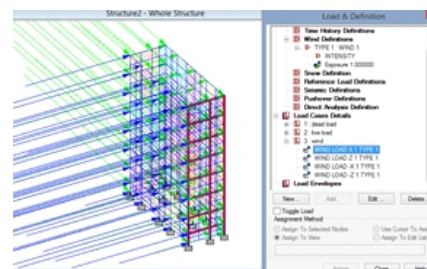 Structure2 - Whole Structure
Load & Definition
Time History Definitions
Wind Definitions
TYPE 1 WIND 1
INTENSITY
Exposure 1.000000
Snow Definition
Reference Load Definitions
Seismic Definitions
Pushover Definitions
Direct Analysis Definition
Load Cases Details
1 : dead load
2 : live load
3 : wind
WIND LOAD X 1 TYPE 1
WIND LOAD Z 1 TYPE 1
WIND LOAD -X 1 TYPE 1
WIND LOAD -Z 1 TYPE 1
Load Envelopes
New...
Add...
Edit ...
Delete..
Toggle Load
Assignment Method
Assign To Selected Nodes
Use Cursor To As
Assign To View
Assign To Edit Lis
Assign
Close
Help